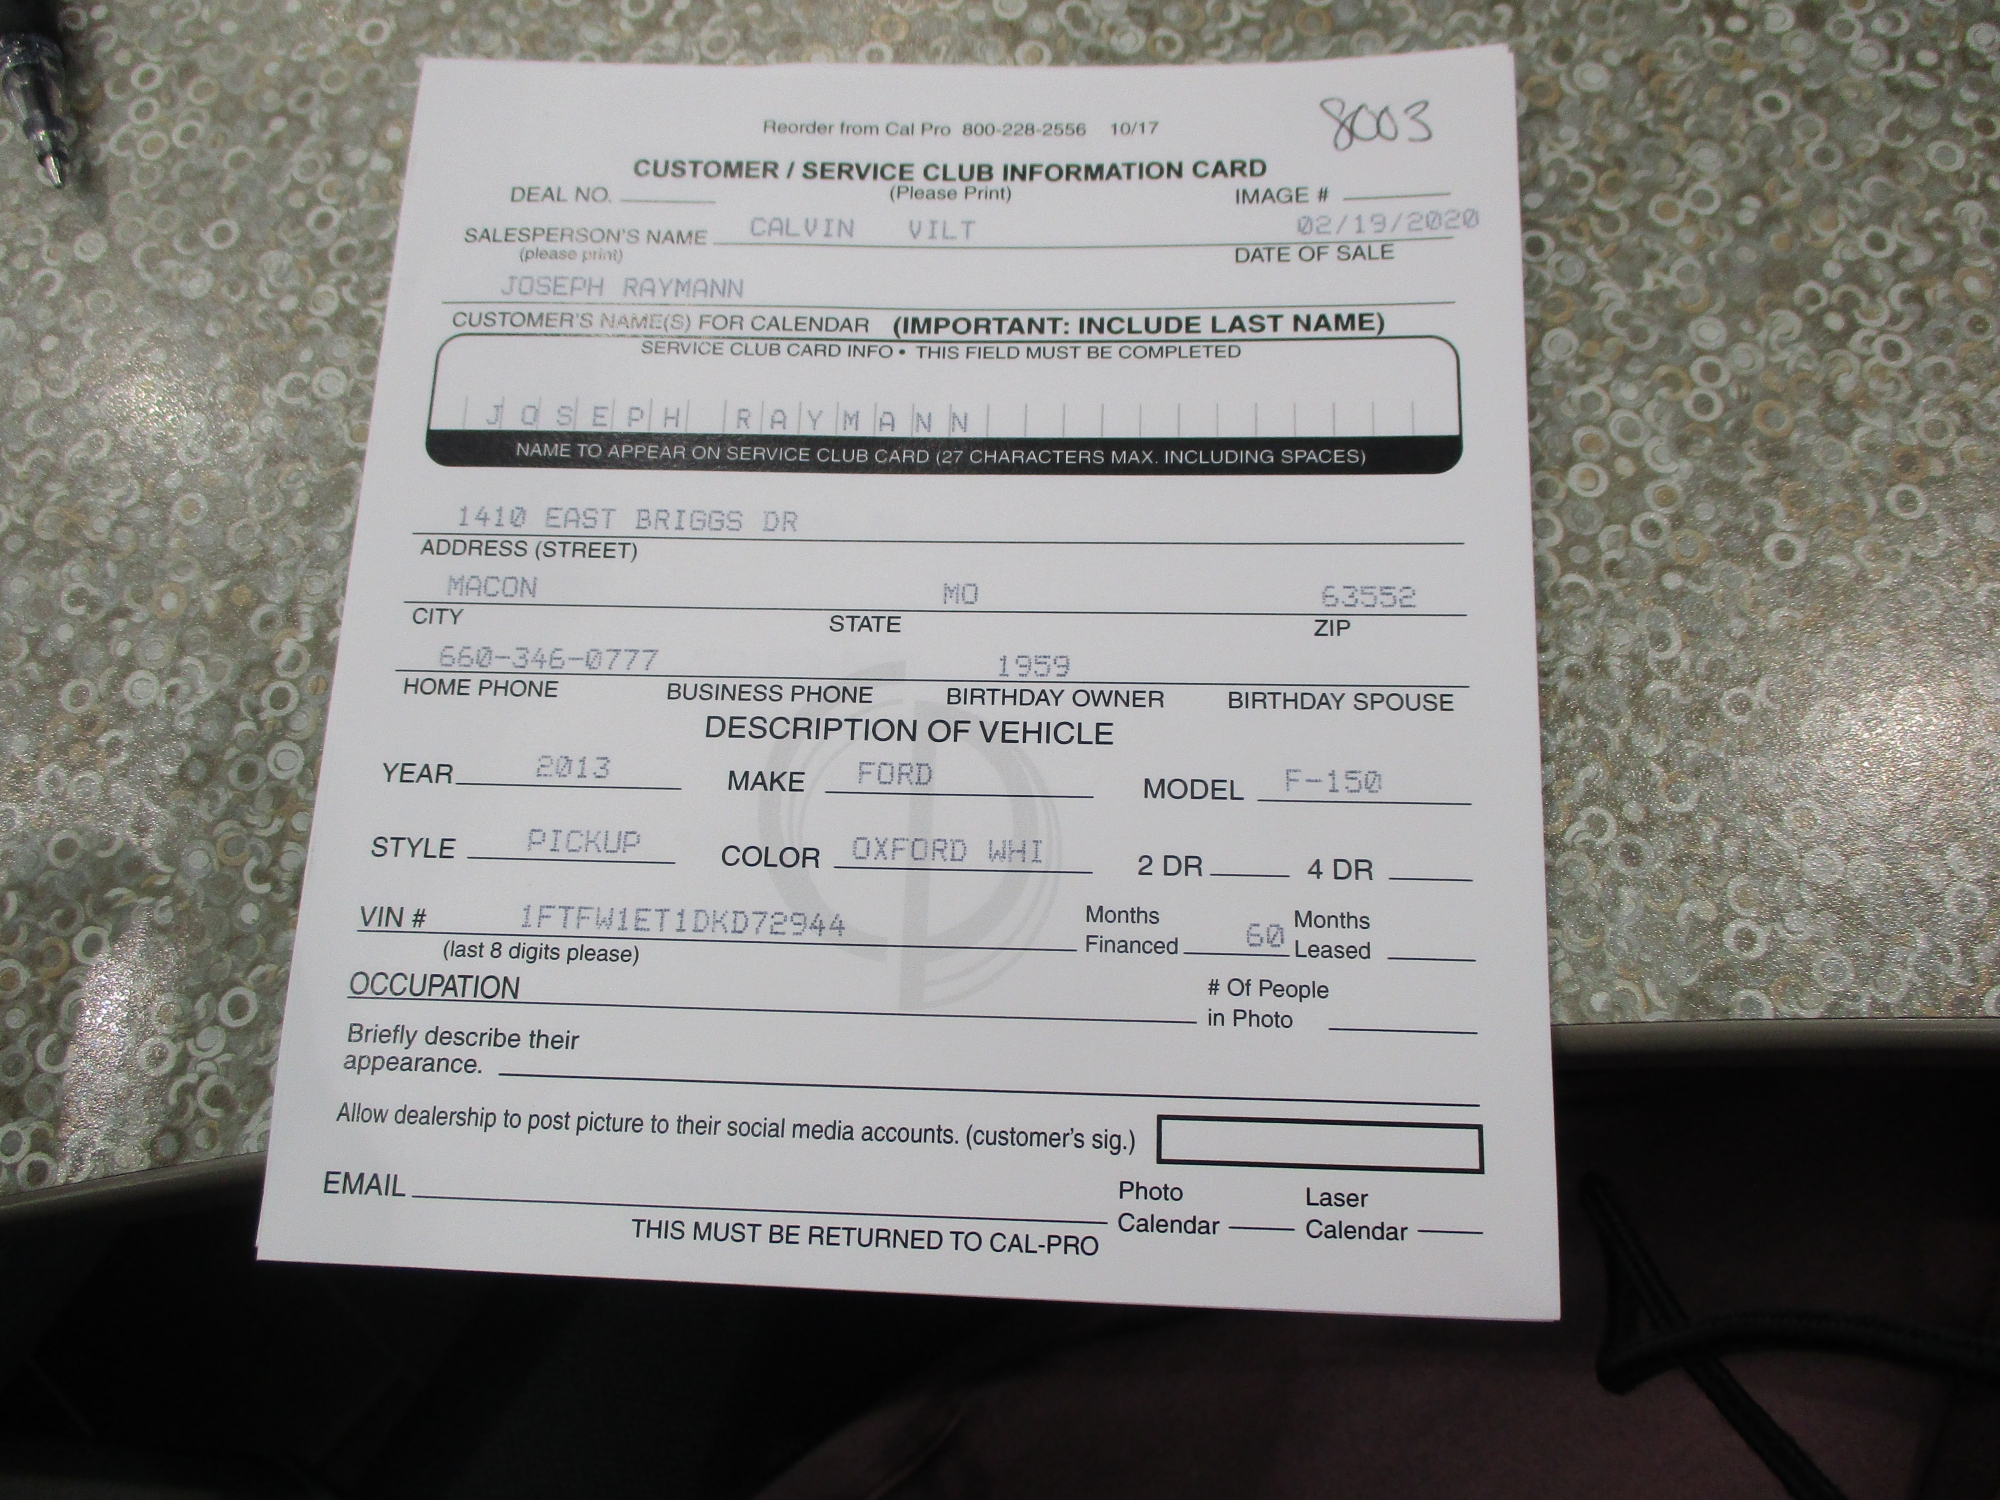 8003
Reorder from Cal Pro 800-228-2556 10/17
CUSTOMER / SERVICE CLUB INFORMATION CARD
DEAL NO. (Please Print) IMAGE #
SALESPERSON'S NAME CALVIN VILT 02/19/2020
(please print) DATE OF SALE
JOSEPH RAYMANN
CUSTOMER'S NAME(S) FOR CALENDAR (IMPORTANT: INCLUDE LAST NAME)
SERVICE CLUB CARD INFO • THIS FIELD MUST BE COMPLETED
JOSEPH RAYMANN
NAME TO APPEAR ON SERVICE CLUB CARD (27 CHARACTERS MAX. INCLUDING SPACES)
1410 EAST BRIGGS DR
ADDRESS (STREET)
MACON MO 63552
CITY STATE ZIP
660-346-0777 1959
HOME PHONE BUSINESS PHONE BIRTHDAY OWNER BIRTHDAY SPOUSE
DESCRIPTION OF VEHICLE
YEAR 2013 MAKE FORD MODEL F-150
STYLE PICKUP COLOR OXFORD WHI 2 DR 4 DR
VIN # 1FTFW1ET1DKD72944 Months Financed 60 Months Leased
(last 8 digits please)
OCCUPATION # Of People in Photo
Briefly describe their
appearance.
Allow dealership to post picture to their social media accounts. (customer's sig.)
EMAIL Photo Calendar Laser Calendar
THIS MUST BE RETURNED TO CAL-PRO